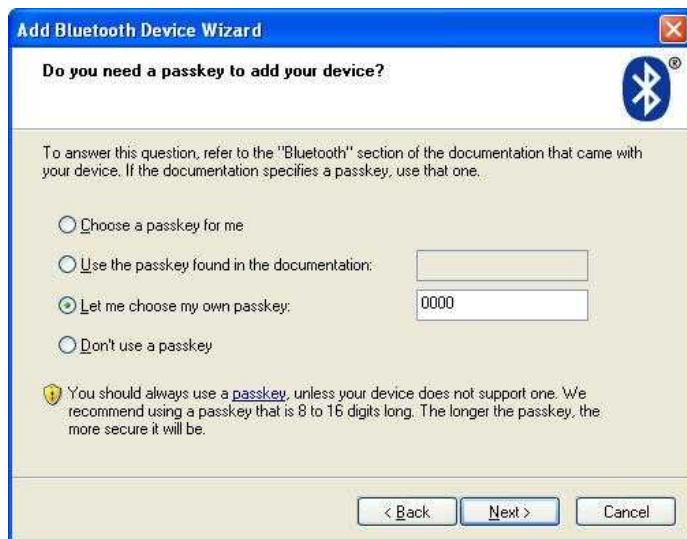 Add Bluetooth Device Wizard
Do you need a passkey to add your device?
®
To answer this question, refer to the "Bluetooth" section of the documentation that came with
your device. If the documentation specifies a passkey, use that one.
Choose a passkey for me
Use the passkey found in the documentation:
Let me choose my own passkey: 0000
Don't use a passkey
You should always use a passkey, unless your device does not support one. We
recommend using a passkey that is 8 to 16 digits long. The longer the passkey, the
more secure it will be.
< Back Next > Cancel